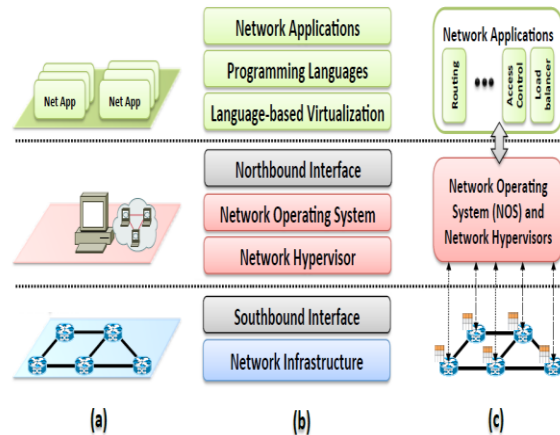 Net App
Net App
Network Applications
Programming Languages
Language-based Virtualization
Network Applications
Routing
•••
Access
Control
Load
balancer
Northbound Interface
Network Operating System
Network Hypervisor
Network Operating
System (NOS) and
Network Hypervisors
Southbound Interface
Network Infrastructure
(a)
(b)
(c)